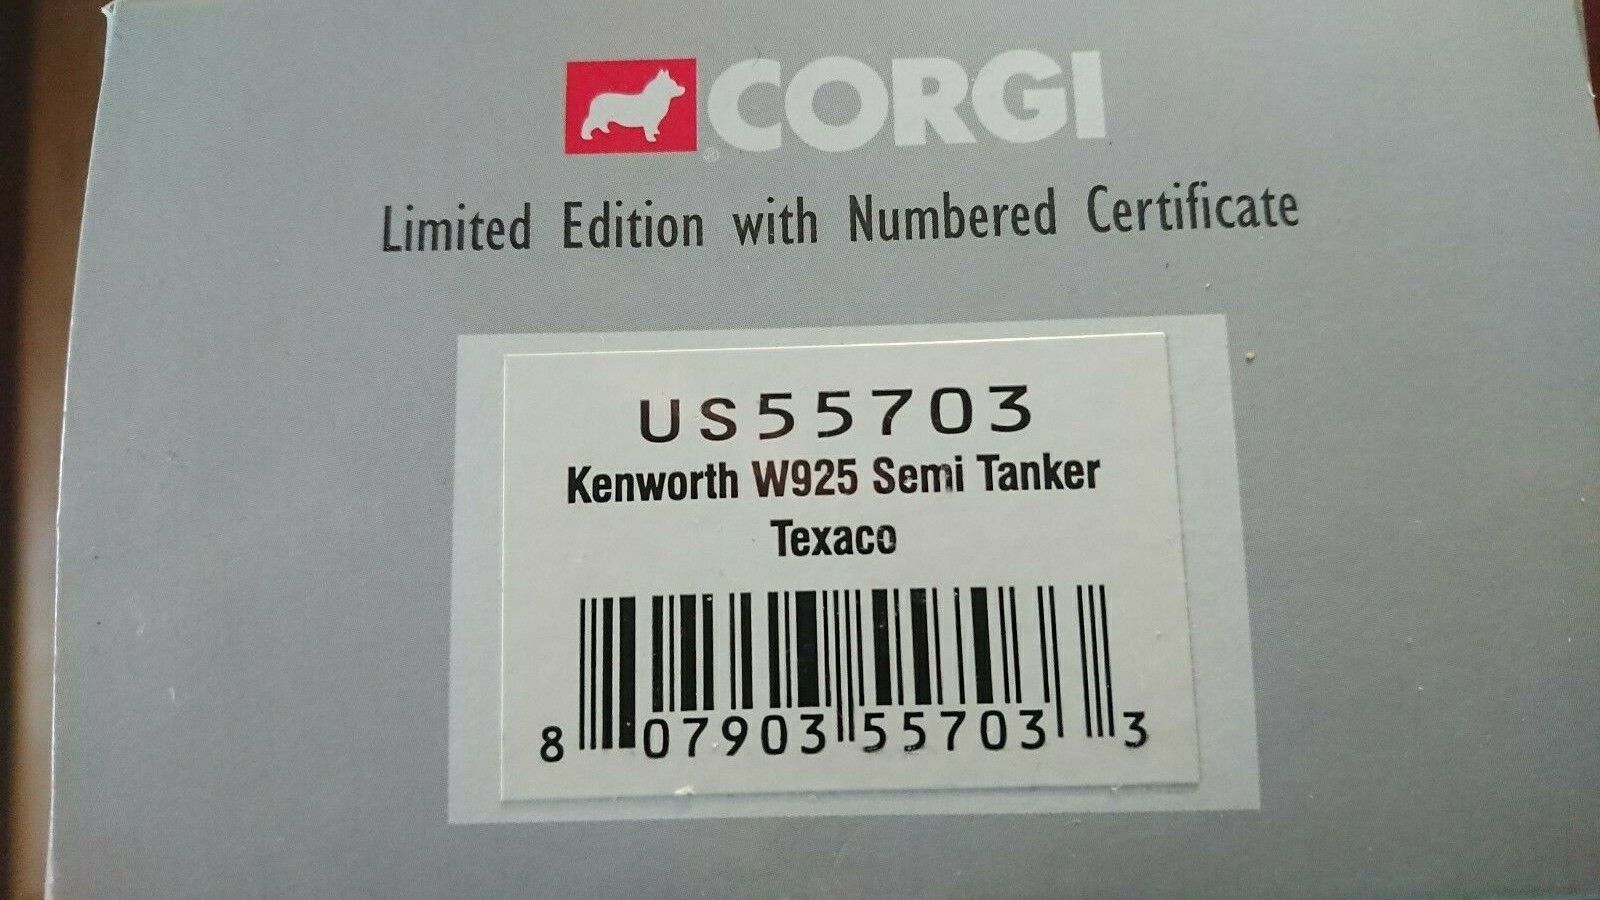 CORGI
®
Limited Edition with Numbered Certificate
US55703
Kenworth W925 Semi Tanker
Texaco
8 07903 55703 3